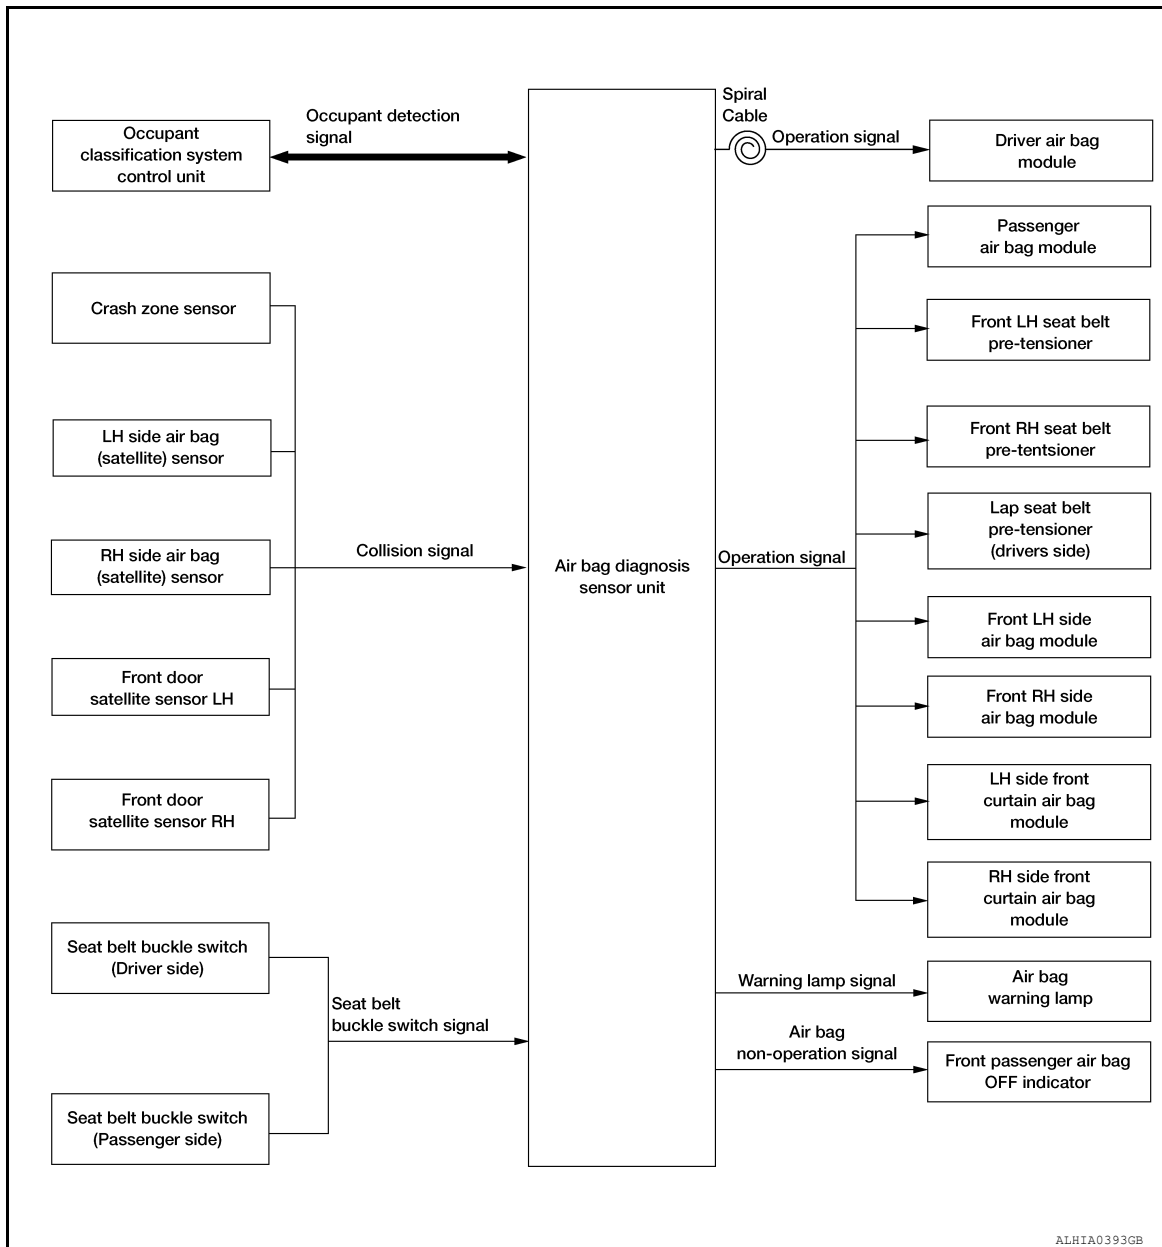 Occupant
classification system
control unit
Occupant detection
signal
Crash zone sensor
LH side air bag
(satellite) sensor
RH side air bag
(satellite) sensor
Front door
satellite sensor LH
Front door
satellite sensor RH
Collision signal
Seat belt buckle switch
(Driver side)
Seat belt buckle switch
(Passenger side)
Seat belt
buckle switch signal
Air bag diagnosis
sensor unit
Spiral
Cable
Operation signal
Driver air bag
module
Operation signal
Passenger
air bag module
Front LH seat belt
pre-tensioner
Front RH seat belt
pre-tentsioner
Lap seat belt
pre-tensioner
(drivers side)
Front LH side
air bag module
Front RH side
air bag module
LH side front
curtain air bag
module
RH side front
curtain air bag
module
Warning lamp signal
Air bag
warning lamp
Air bag
non-operation signal
Front passenger air bag
OFF indicator
ALHIA0393GB